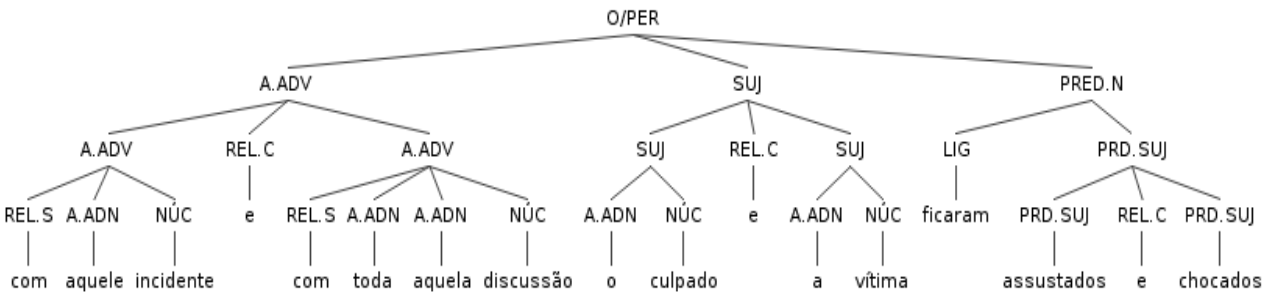 O/PER
A.ADV SUJ PRED.N
A.ADV REL.C A.ADV SUJ REL.C SUJ LIG PRD.SUJ
REL.S A.ADN NÚC e REL.S A.ADN A.ADN NÚC A.ADN NÚC e A.ADN NÚC ficaram PRD.SUJ REL.C PRD.SUJ
com aquele incidente com toda aquela discussão o culpado a vítima assustados e chocados